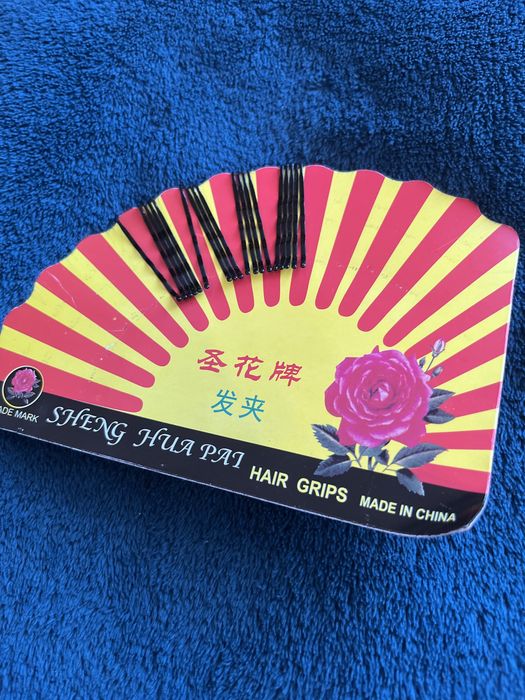 圣花牌
发夹
ADE MARK
SHENG HUA PAI
HAIR GRIPS
MADE IN CHINA